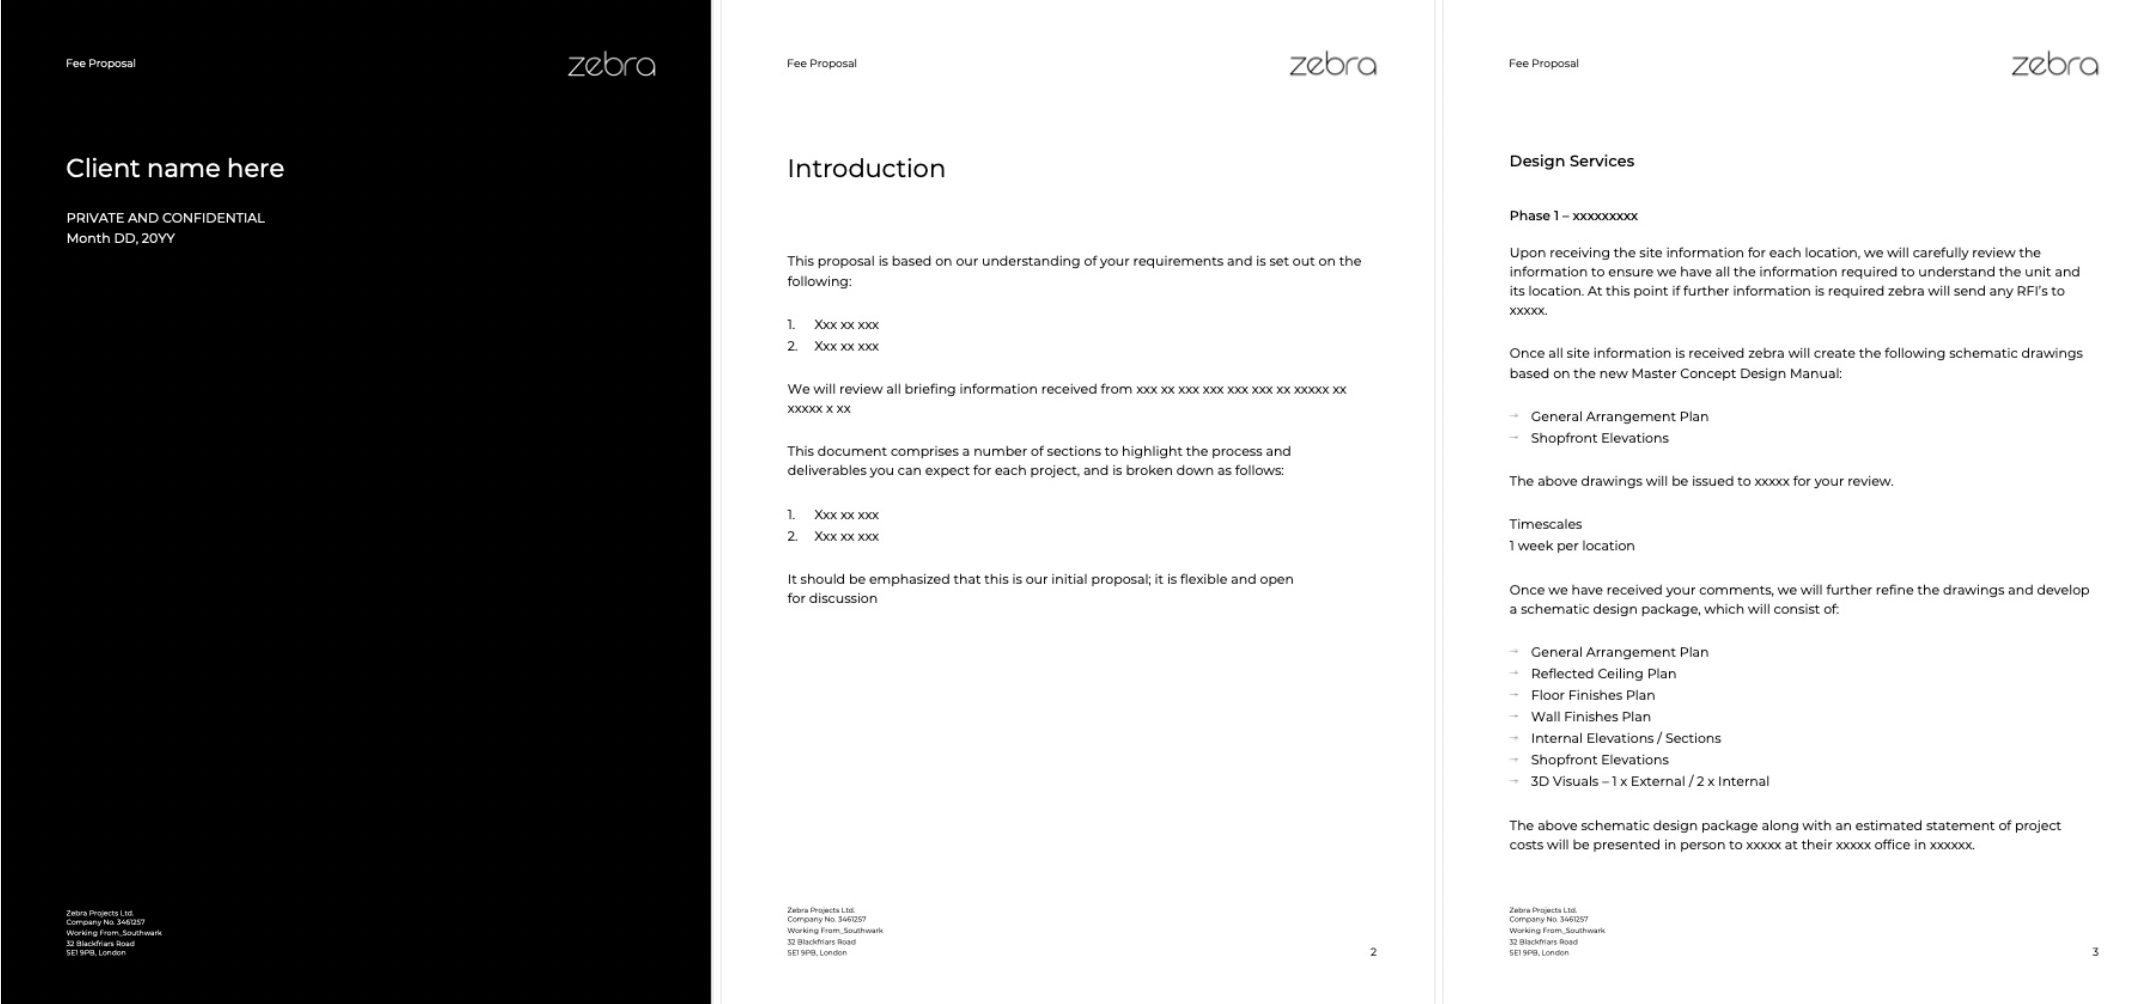 Fee Proposal
zebra
Client name here
PRIVATE AND CONFIDENTIAL
Month DD, 20YY
Zebra Projects Ltd.
Company No. 3461257
Working From_Southwark
32 Blackfriars Road
SE1 9PB, London
Fee Proposal
zebra
Introduction
This proposal is based on our understanding of your requirements and is set out on the
following:
1. Xxx xx xxx
2. Xxx xx xxx
We will review all briefing information received from xxx xx xxx xxx xxx xxx xx xxxxx xx
xxxxx x xx
This document comprises a number of sections to highlight the process and
deliverables you can expect for each project, and is broken down as follows:
1. Xxx xx xxx
2. Xxx xx xxx
It should be emphasized that this is our initial proposal; it is flexible and open
for discussion
Zebra Projects Ltd.
Company No. 3461257
Working From_Southwark
32 Blackfriars Road
SE1 9PB, London
2
Fee Proposal
zebra
Design Services
Phase 1 – xxxxxxxxx
Upon receiving the site information for each location, we will carefully review the
information to ensure we have all the information required to understand the unit and
its location. At this point if further information is required zebra will send any RFI's to
xxxxx.
Once all site information is received zebra will create the following schematic drawings
based on the new Master Concept Design Manual:
→ General Arrangement Plan
→ Shopfront Elevations
The above drawings will be issued to xxxxx for your review.
Timescales
1 week per location
Once we have received your comments, we will further refine the drawings and develop
a schematic design package, which will consist of:
→ General Arrangement Plan
→ Reflected Ceiling Plan
→ Floor Finishes Plan
→ Wall Finishes Plan
→ Internal Elevations / Sections
→ Shopfront Elevations
→ 3D Visuals – 1 x External / 2 x Internal
The above schematic design package along with an estimated statement of project
costs will be presented in person to xxxxx at their xxxxx office in xxxxxx.
Zebra Projects Ltd.
Company No. 3461257
Working From_Southwark
32 Blackfriars Road
SE1 9PB, London
3